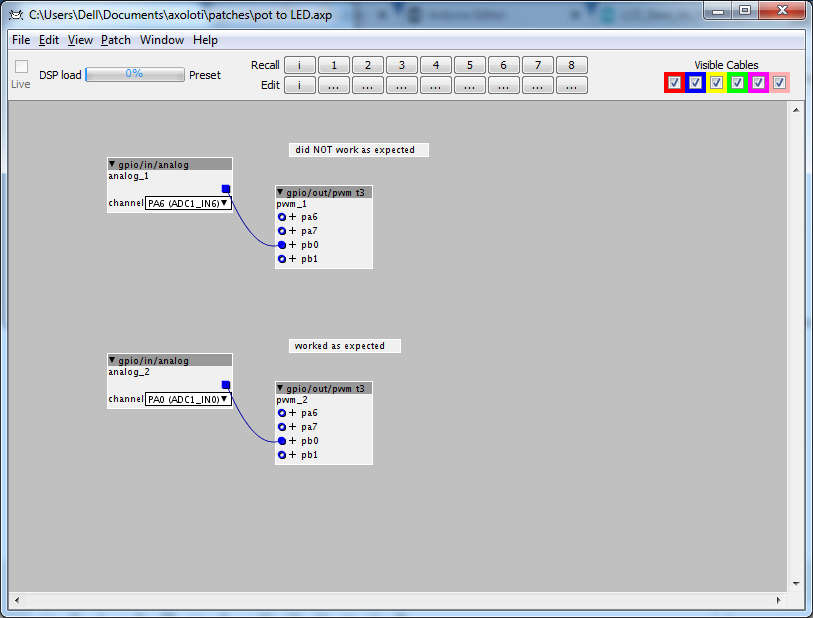 C:\Users\Dell\Documents\axoloti\patches\pot to LED.axp
File Edit View Patch Window Help
Live
DSP load 0% Preset
Recall i 1 2 3 4 5 6 7 8
Edit i ... ... ... ... ... ... ... ...
Visible Cables
did NOT work as expected
gpio/in/analog
analog_1
channel PA6 (ADC1_IN6)
gpio/out/pwm t3
pwm_1
pa6
pa7
pb0
pb1
worked as expected
gpio/in/analog
analog_2
channel PA0 (ADC1_IN0)
gpio/out/pwm t3
pwm_2
pa6
pa7
pb0
pb1